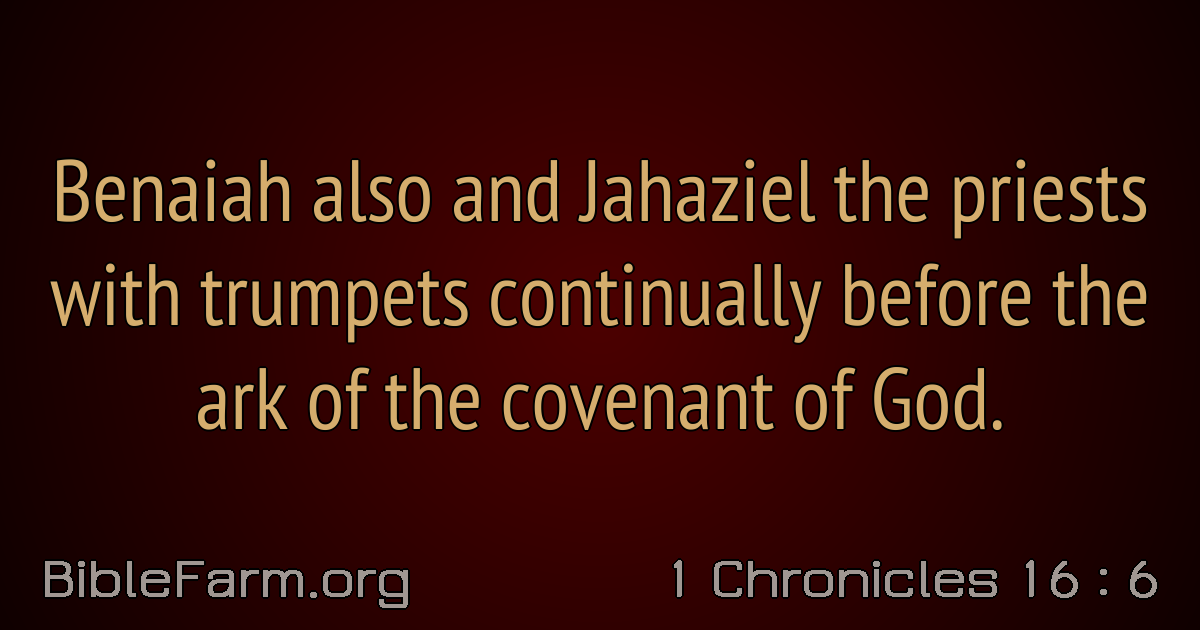 Benaiah also and Jahaziel the priests
with trumpets continually before the
ark of the covenant of God.
BibleFarm.org
1 Chronicles 16 : 6